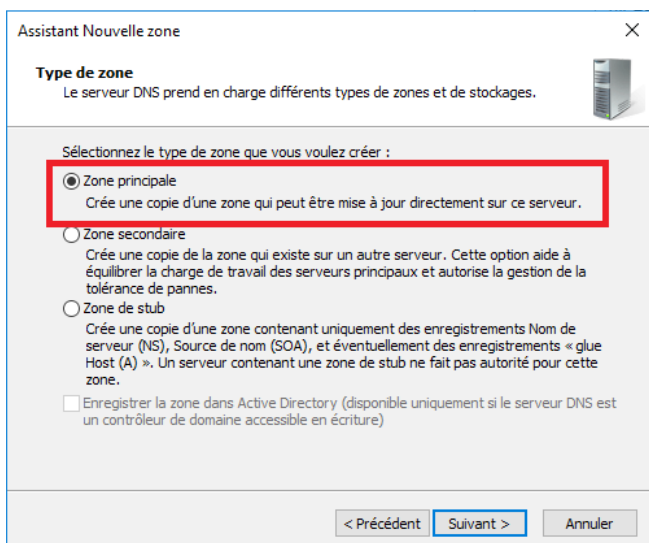 Assistant Nouvelle zone
Type de zone
Le serveur DNS prend en charge différents types de zones et de stockages.
Sélectionnez le type de zone que vous voulez créer :
Zone principale
Crée une copie d'une zone qui peut être mise à jour directement sur ce serveur.
Zone secondaire
Crée une copie de la zone qui existe sur un autre serveur. Cette option aide à
équilibrer la charge de travail des serveurs principaux et autorise la gestion de la
tolérance de pannes.
Zone de stub
Crée une copie d'une zone contenant uniquement des enregistrements Nom de
serveur (NS), Source de nom (SOA), et éventuellement des enregistrements « glue
Host (A) ». Un serveur contenant une zone de stub ne fait pas autorité pour cette
zone.
Enregistrer la zone dans Active Directory (disponible uniquement si le serveur DNS est
un contrôleur de domaine accessible en écriture)
< Précédent Suivant > Annuler